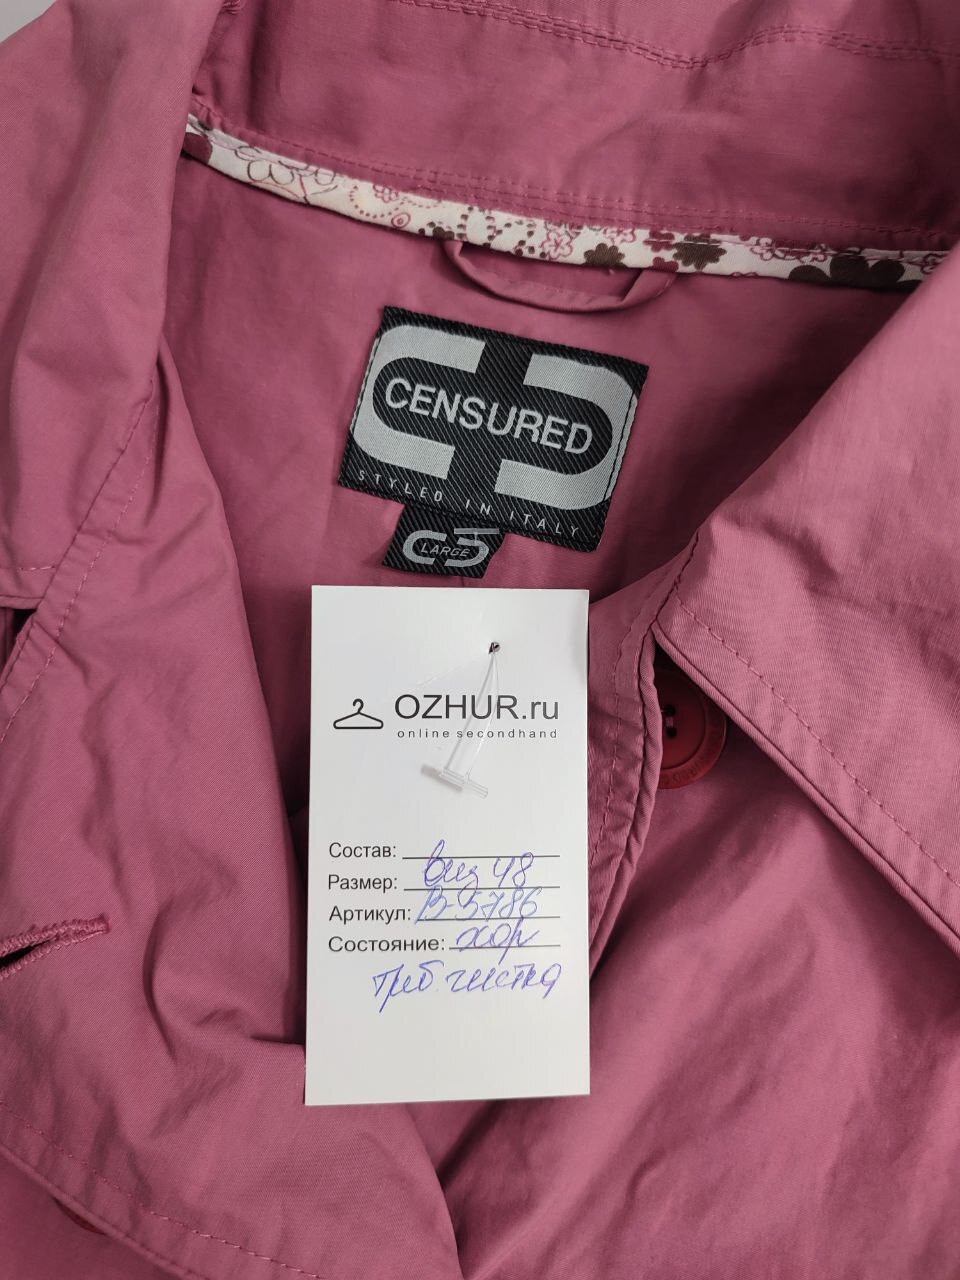 CENSURED
STYLED IN ITALY
LARGE
OZHUR.ru
online secondhand
Состав:
Размер: виз 48
Артикул: В-5786
Состояние: хор
треб. чистка